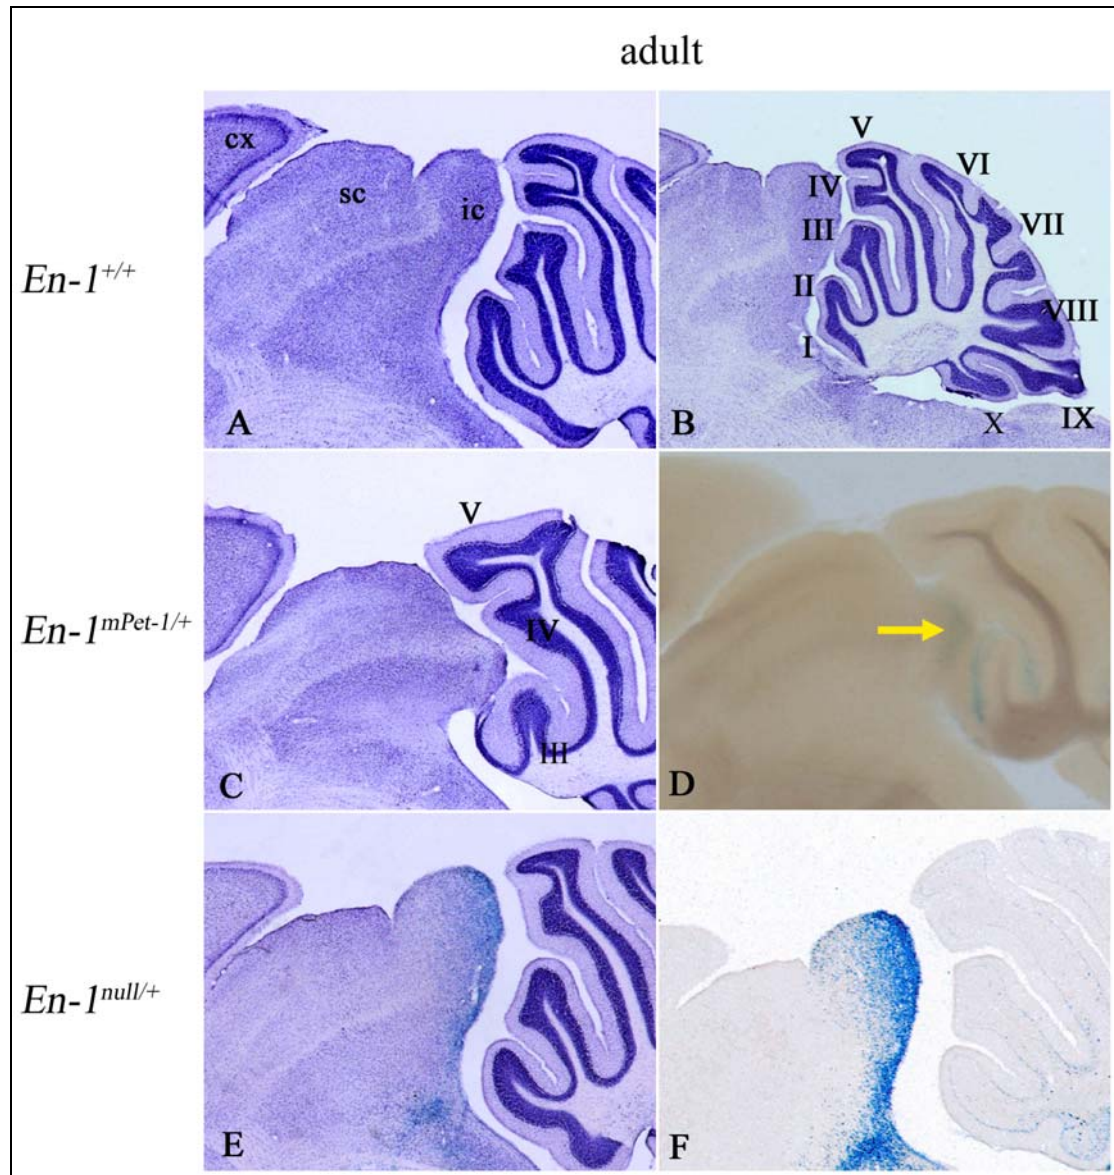 adult
En-1+/+
cx
sc
ic
A
V
VI
IV
VII
III
II
VIII
I
B
X
IX
En-1mPet-1/+
V
IV
III
C
D
En-1null/+
E
F